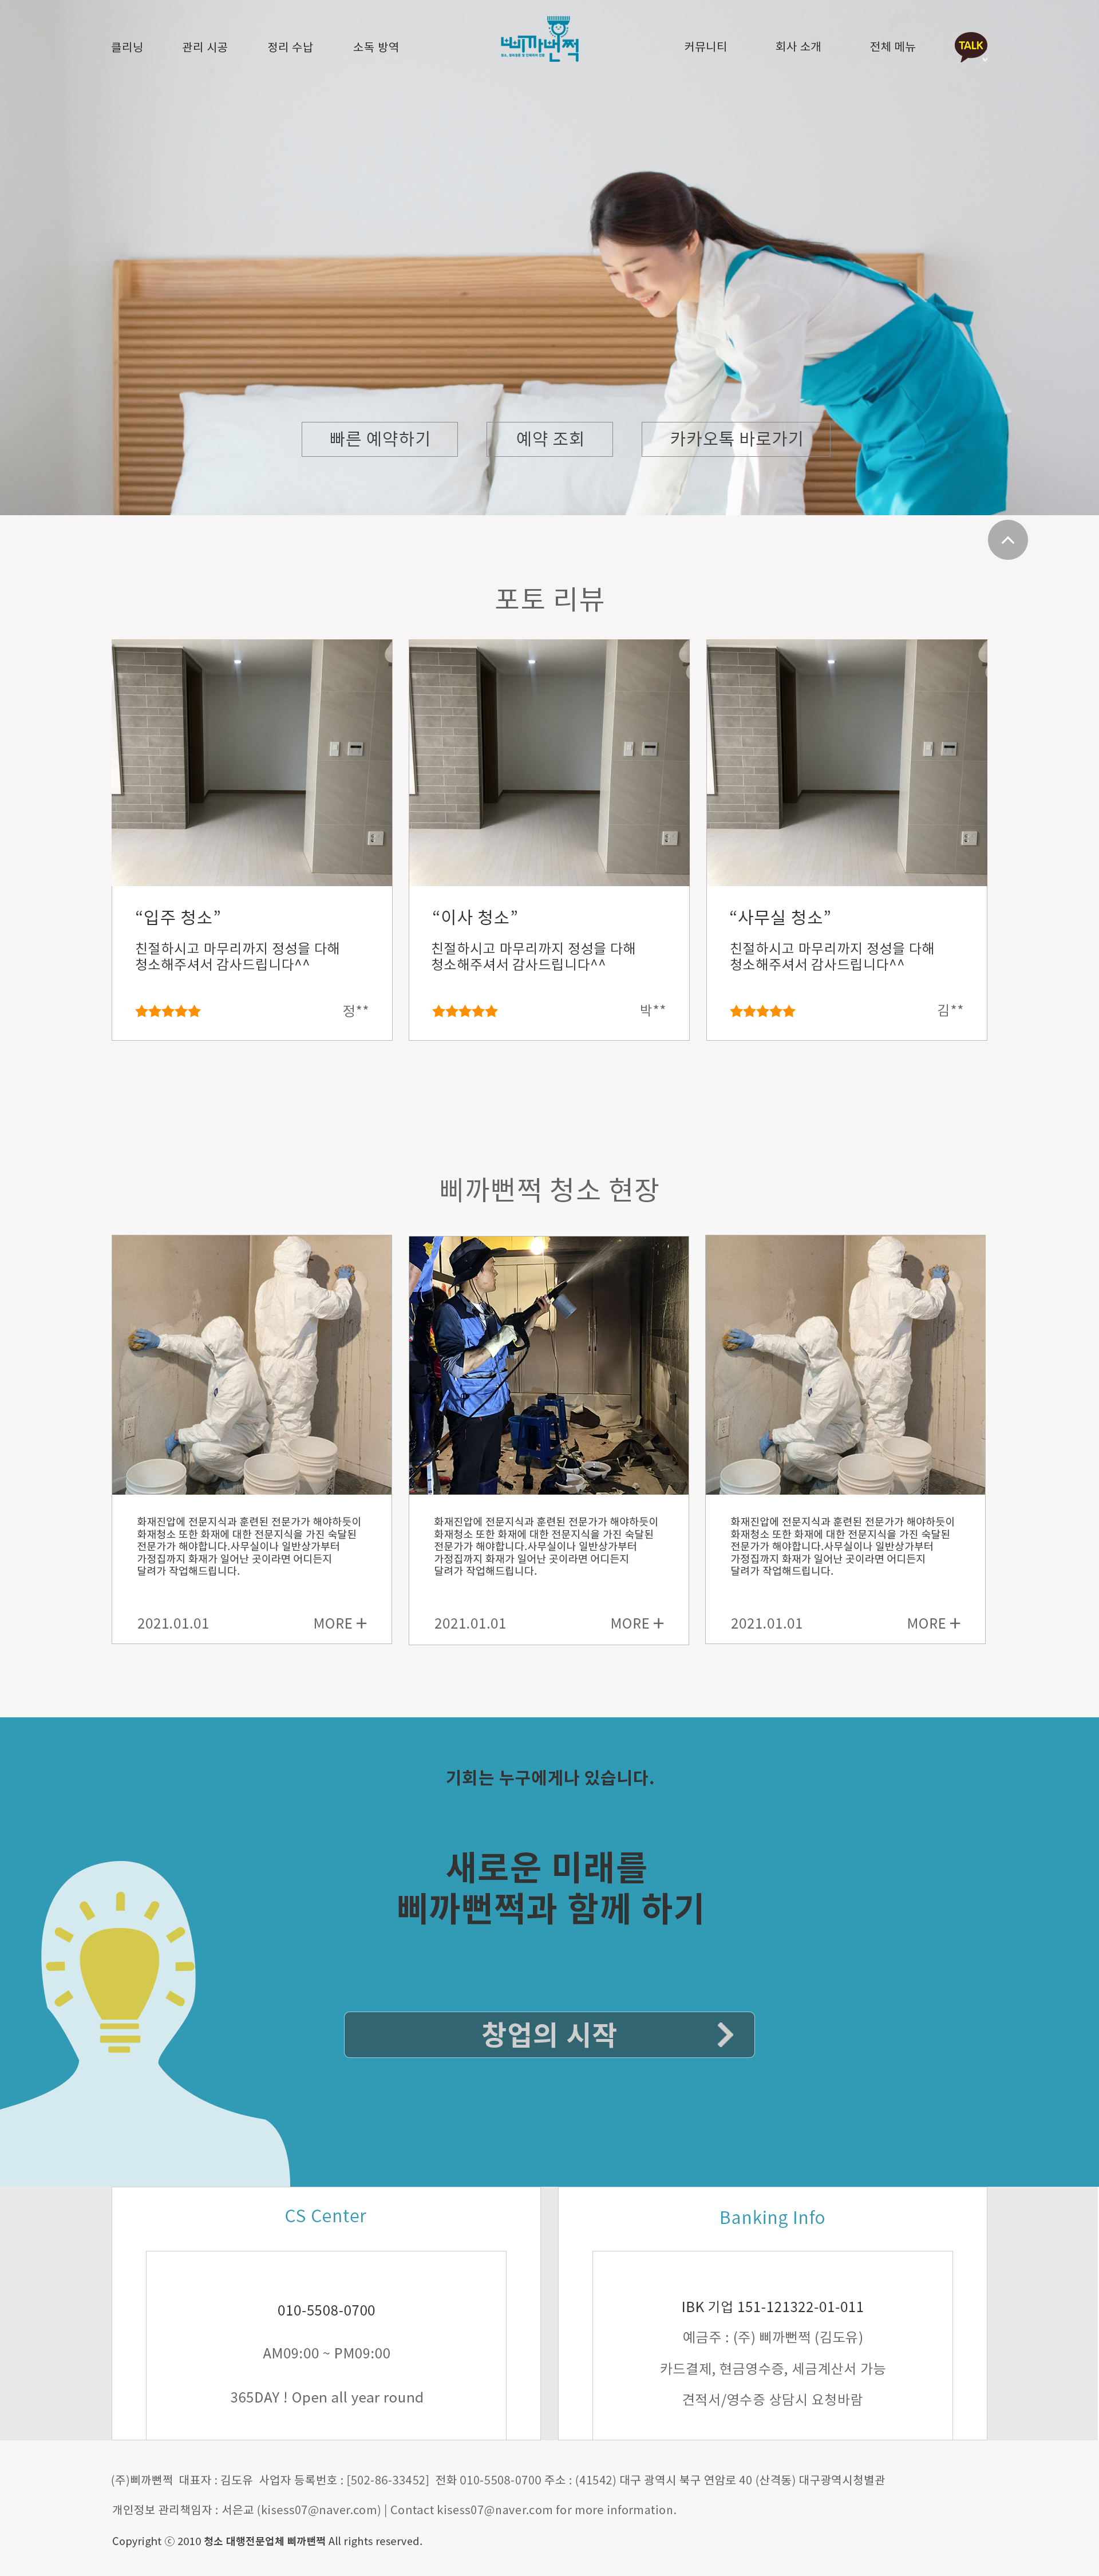 클리닝 관리 시공 정리 수납 소독 방역 삐까뻔쩍 커뮤니티 회사 소개 전체 메뉴 TALK
빠른 예약하기 예약 조회 카카오톡 바로가기
포토 리뷰
“입주 청소”
친절하시고 마무리까지 정성을 다해
청소해주셔서 감사드립니다^^
정**
“이사 청소”
친절하시고 마무리까지 정성을 다해
청소해주셔서 감사드립니다^^
박**
“사무실 청소”
친절하시고 마무리까지 정성을 다해
청소해주셔서 감사드립니다^^
김**
삐까뻔쩍 청소 현장
화재진압에 전문지식과 훈련된 전문가가 해야하듯이
화재청소 또한 화재에 대한 전문지식을 가진 숙달된
전문가가 해야합니다.사무실이나 일반상가부터
가정집까지 화재가 일어난 곳이라면 어디든지
달려가 작업해드립니다.
2021.01.01 MORE +
화재진압에 전문지식과 훈련된 전문가가 해야하듯이
화재청소 또한 화재에 대한 전문지식을 가진 숙달된
전문가가 해야합니다.사무실이나 일반상가부터
가정집까지 화재가 일어난 곳이라면 어디든지
달려가 작업해드립니다.
2021.01.01 MORE +
화재진압에 전문지식과 훈련된 전문가가 해야하듯이
화재청소 또한 화재에 대한 전문지식을 가진 숙달된
전문가가 해야합니다.사무실이나 일반상가부터
가정집까지 화재가 일어난 곳이라면 어디든지
달려가 작업해드립니다.
2021.01.01 MORE +
기회는 누구에게나 있습니다.
새로운 미래를
삐까뻔쩍과 함께 하기
창업의 시작
CS Center
010-5508-0700
AM09:00 ~ PM09:00
365DAY ! Open all year round
Banking Info
IBK 기업 151-121322-01-011
예금주 : (주) 삐까뻔쩍 (김도유)
카드결제, 현금영수증, 세금계산서 가능
견적서/영수증 상담시 요청바람
(주)삐까뻔쩍 대표자 : 김도유 사업자 등록번호 : [502-86-33452] 전화 010-5508-0700 주소 : (41542) 대구 광역시 북구 연암로 40 (산격동) 대구광역시청별관
개인정보 관리책임자 : 서은교 (kisess07@naver.com) | Contact kisess07@naver.com for more information.
Copyright ⓒ 2010 청소 대행전문업체 삐까뻔쩍 All rights reserved.